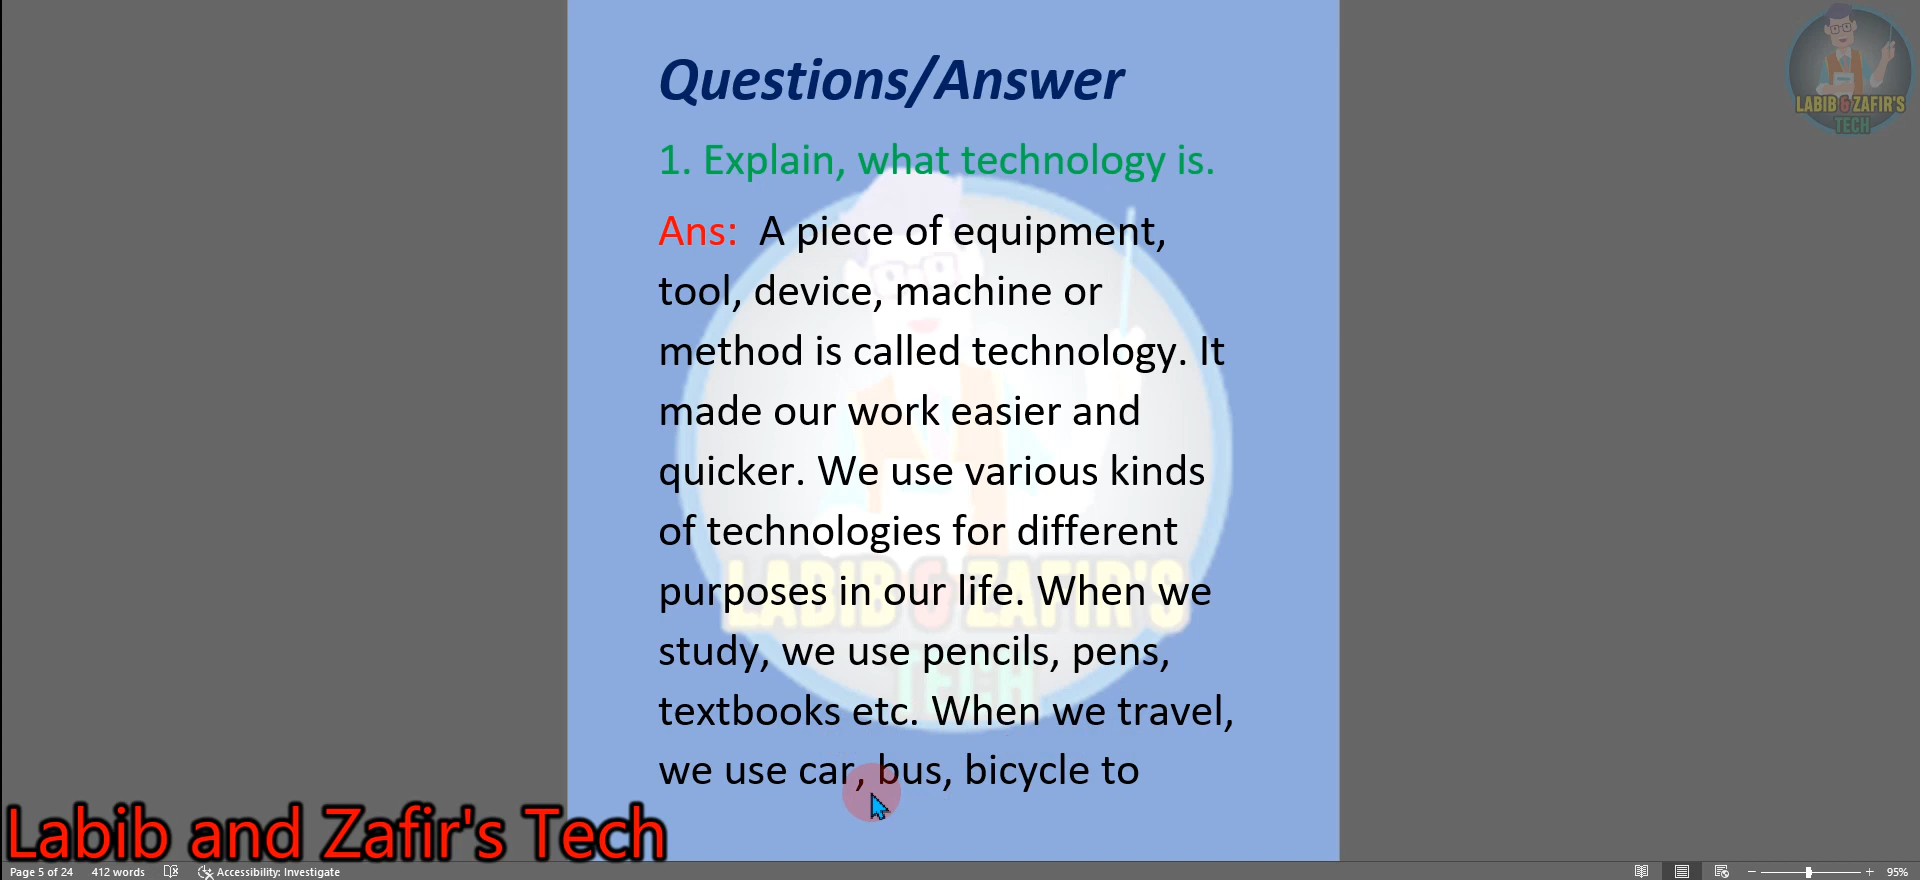 Questions/Answer
1. Explain, what technology is.
Ans: A piece of equipment,
tool, device, machine or
method is called technology. It
made our work easier and
quicker. We use various kinds
of technologies for different
purposes in our life. When we
study, we use pencils, pens,
textbooks etc. When we travel,
we use car, bus, bicycle to
LABIB & ZAFIR'S
TECH
LABIB & ZAFIR'S
TECH
Labib and Zafir's Tech
Page 5 of 24 412 words Accessibility: Investigate 95%